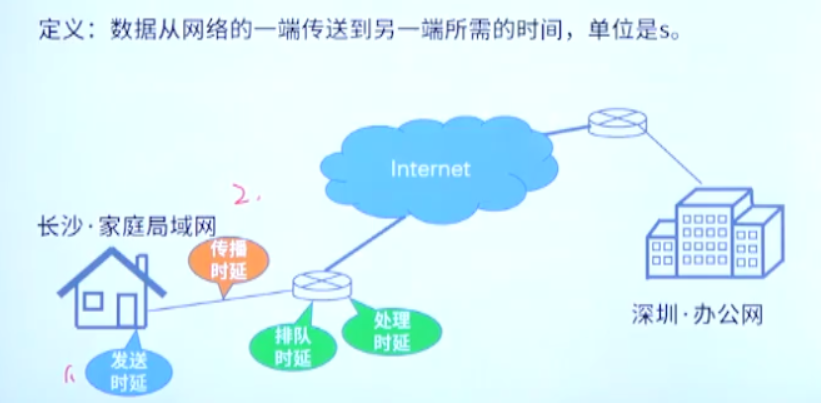 定义：数据从网络的一端传送到另一端所需的时间，单位是s。
Internet
2.
长沙·家庭局域网
传播
时延
排队
时延
处理
时延
深圳·办公网
1.
发送
时延